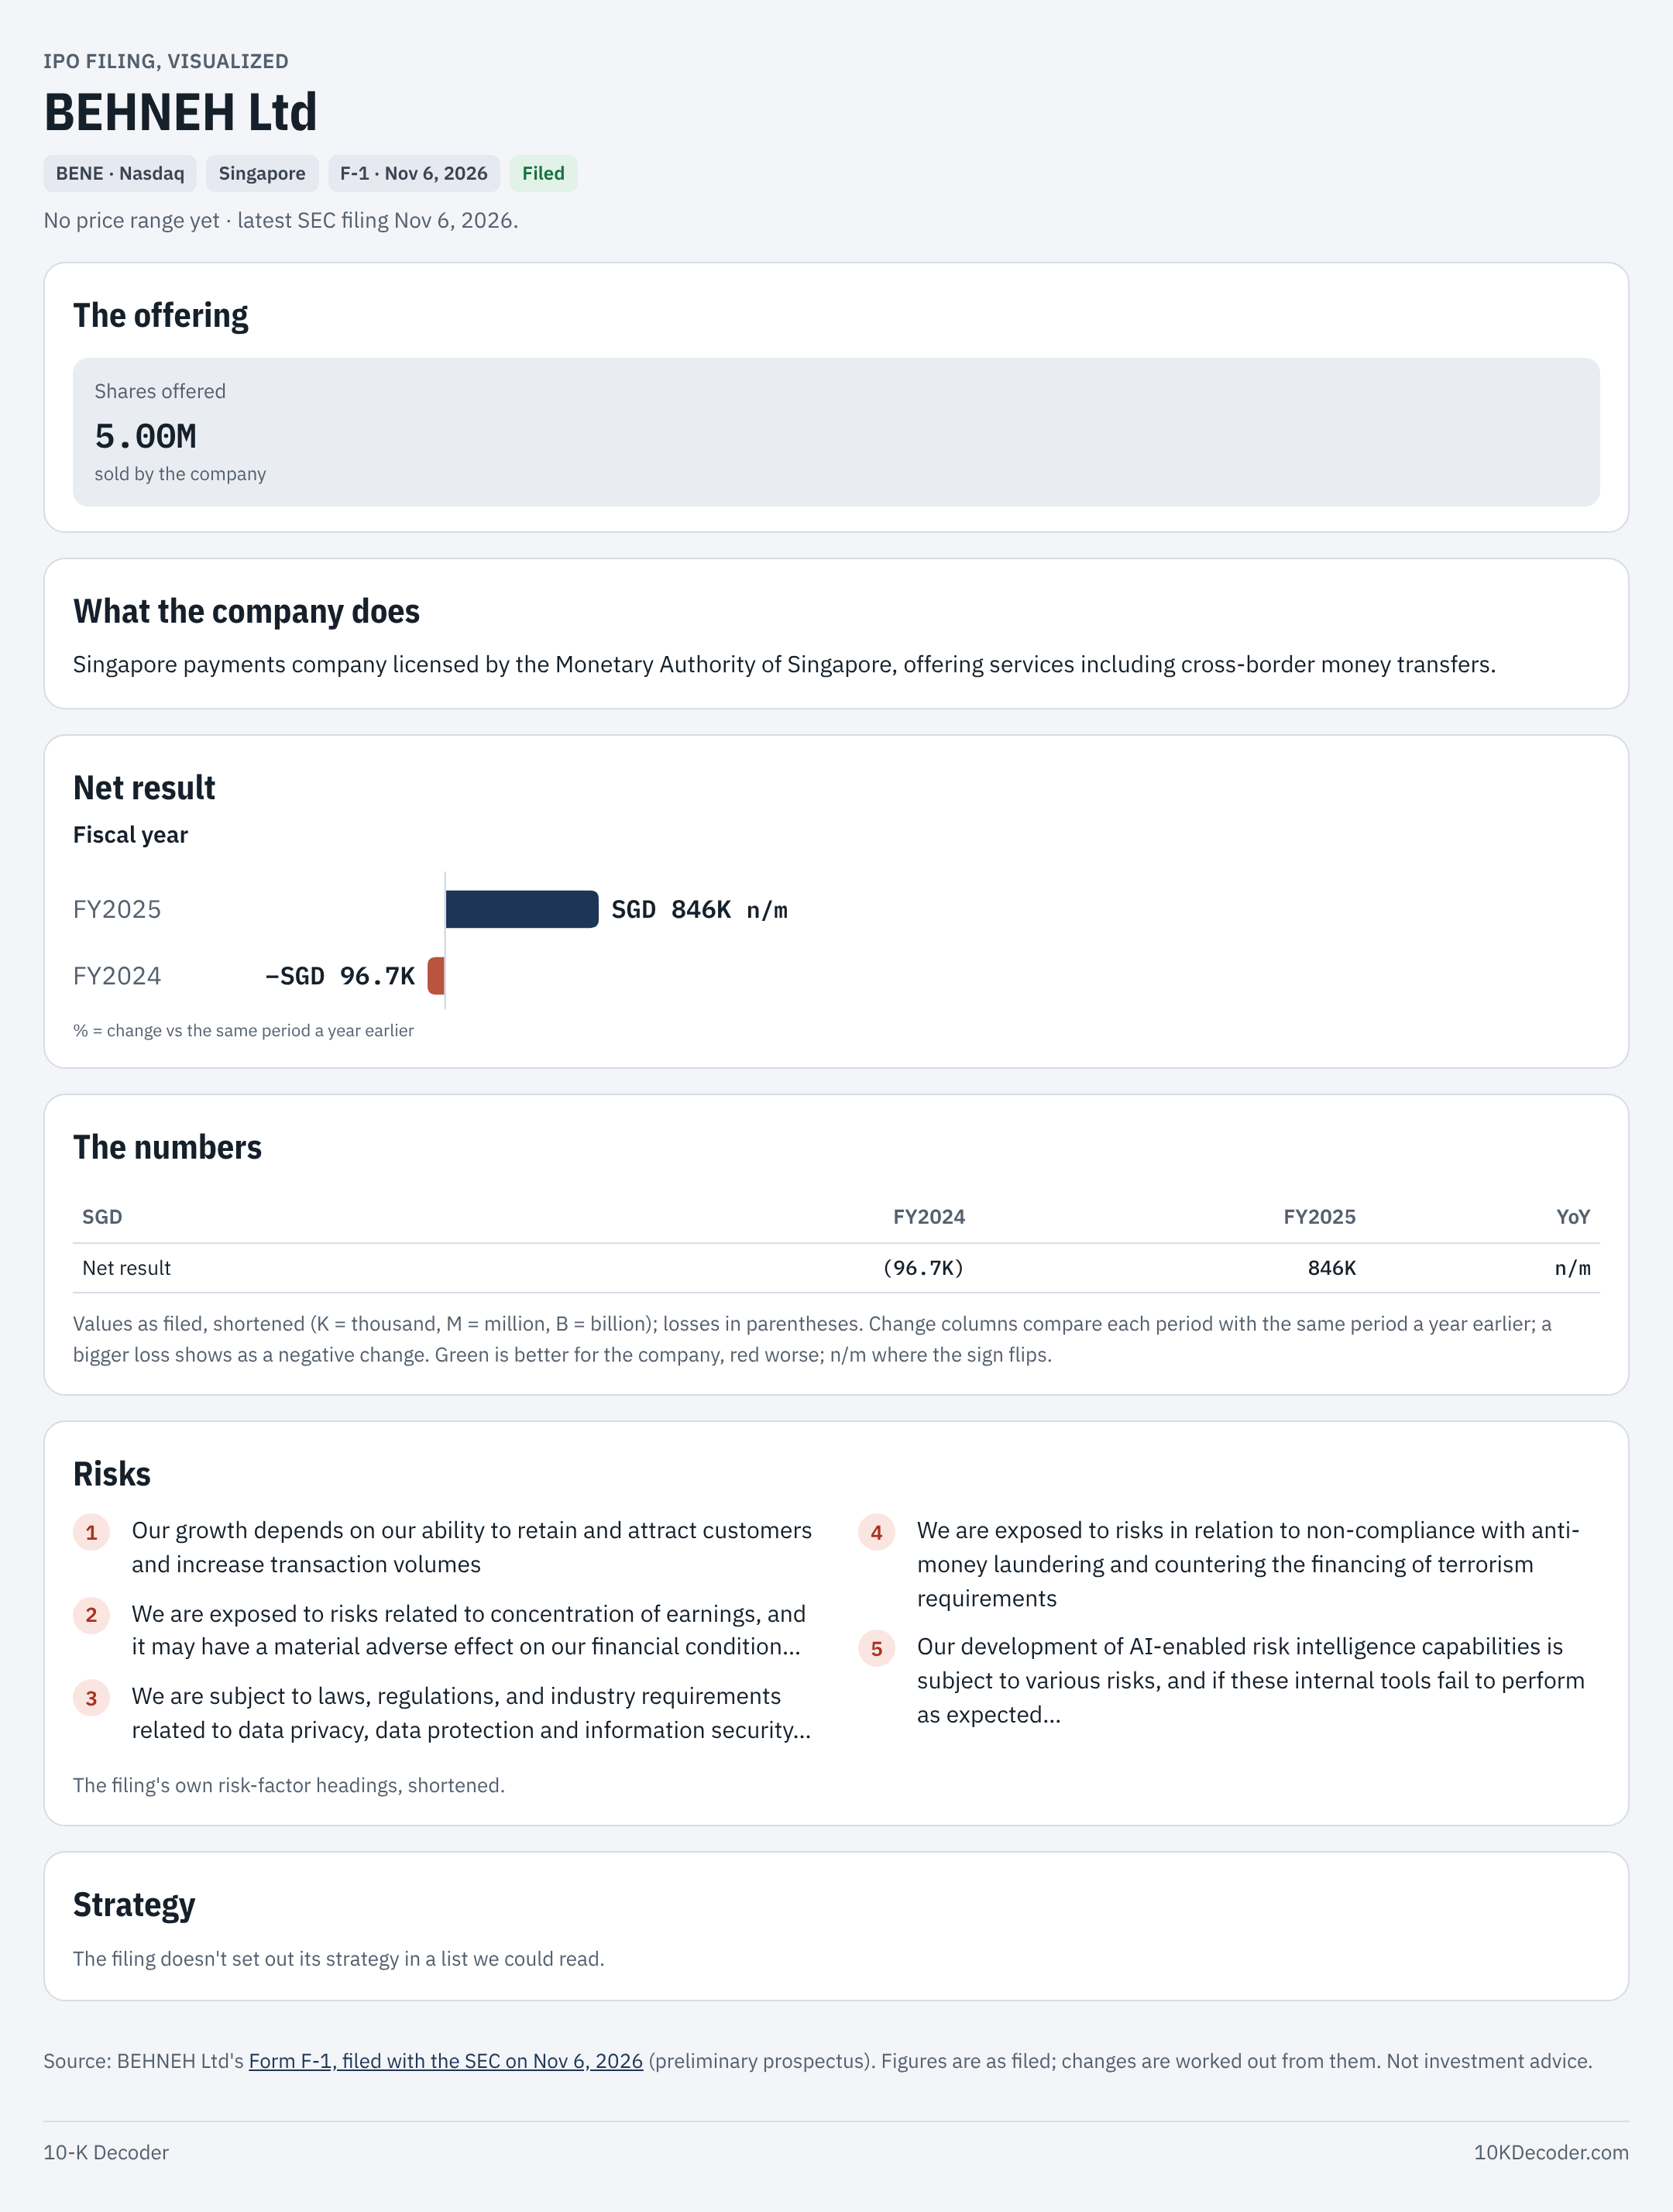 IPO FILING, VISUALIZED
BEHNEH Ltd
BENE · Nasdaq
Singapore
F-1 · Nov 6, 2026
Filed
No price range yet · latest SEC filing Nov 6, 2026.
The offering
Shares offered
5.00M
sold by the company
What the company does
Singapore payments company licensed by the Monetary Authority of Singapore, offering services including cross-border money transfers.
Net result
Fiscal year
FY2025 SGD 846K n/m
FY2024 −SGD 96.7K
% = change vs the same period a year earlier
The numbers
SGD FY2024 FY2025 YoY
Net result (96.7K) 846K n/m
Values as filed, shortened (K = thousand, M = million, B = billion); losses in parentheses. Change columns compare each period with the same period a year earlier; a
bigger loss shows as a negative change. Green is better for the company, red worse; n/m where the sign flips.
Risks
1 Our growth depends on our ability to retain and attract customers
and increase transaction volumes
2 We are exposed to risks related to concentration of earnings, and
it may have a material adverse effect on our financial condition…
3 We are subject to laws, regulations, and industry requirements
related to data privacy, data protection and information security…
4 We are exposed to risks in relation to non-compliance with anti-
money laundering and countering the financing of terrorism
requirements
5 Our development of AI-enabled risk intelligence capabilities is
subject to various risks, and if these internal tools fail to perform
as expected…
The filing's own risk-factor headings, shortened.
Strategy
The filing doesn't set out its strategy in a list we could read.
Source: BEHNEH Ltd's Form F-1, filed with the SEC on Nov 6, 2026 (preliminary prospectus). Figures are as filed; changes are worked out from them. Not investment advice.
10-K Decoder
10KDecoder.com